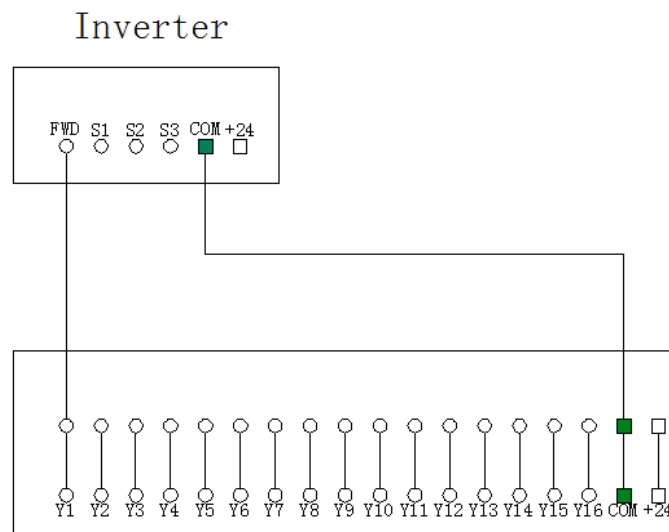 Inverter
FWD S1 S2 S3 COM +24
Y1 Y2 Y3 Y4 Y5 Y6 Y7 Y8 Y9 Y10 Y11 Y12 Y13 Y14 Y15 Y16 COM +24